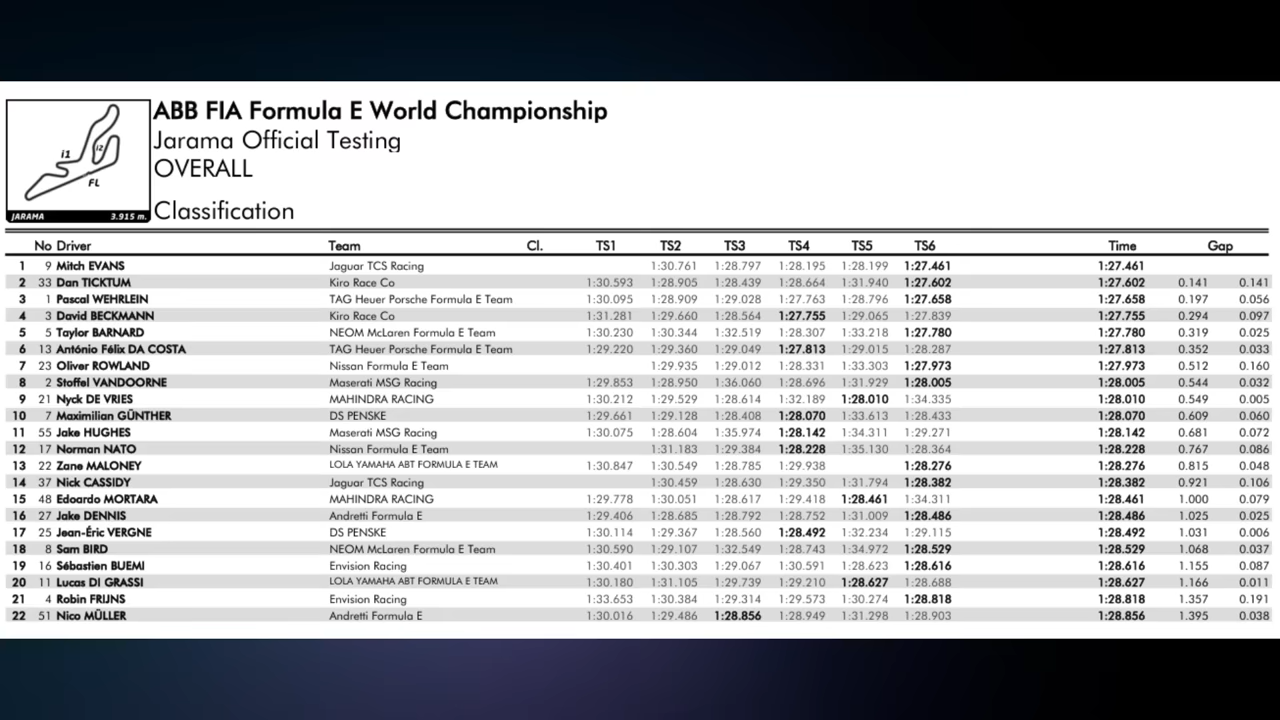 ABB FIA Formula E World Championship
Jarama Official Testing
OVERALL
Classification
i1
i2
FL
JARAMA 3.915 m.
No Driver Team Cl. TS1 TS2 TS3 TS4 TS5 TS6 Time Gap
1 9 Mitch EVANS Jaguar TCS Racing 1:30.761 1:28.797 1:28.195 1:28.199 1:27.461 1:27.461
2 33 Dan TICKTUM Kiro Race Co 1:30.593 1:28.905 1:28.439 1:28.664 1:31.940 1:27.602 1:27.602 0.141 0.141
3 1 Pascal WEHRLEIN TAG Heuer Porsche Formula E Team 1:30.095 1:28.909 1:29.028 1:27.763 1:28.796 1:27.658 1:27.658 0.197 0.056
4 3 David BECKMANN Kiro Race Co 1:31.281 1:29.660 1:28.564 1:27.755 1:29.065 1:27.839 1:27.755 0.294 0.097
5 5 Taylor BARNARD NEOM McLaren Formula E Team 1:30.230 1:30.344 1:32.519 1:28.307 1:33.218 1:27.780 1:27.780 0.319 0.025
6 13 António Félix DA COSTA TAG Heuer Porsche Formula E Team 1:29.220 1:29.360 1:29.049 1:27.813 1:29.015 1:28.287 1:27.813 0.352 0.033
7 23 Oliver ROWLAND Nissan Formula E Team 1:29.935 1:29.012 1:28.331 1:33.303 1:27.973 1:27.973 0.512 0.160
8 2 Stoffel VANDOORNE Maserati MSG Racing 1:29.853 1:28.950 1:36.060 1:28.696 1:31.929 1:28.005 1:28.005 0.544 0.032
9 21 Nyck DE VRIES MAHINDRA RACING 1:30.212 1:29.529 1:28.614 1:32.189 1:28.010 1:34.335 1:28.010 0.549 0.005
10 7 Maximilian GÜNTHER DS PENSKE 1:29.661 1:29.128 1:28.408 1:28.070 1:33.613 1:28.433 1:28.070 0.609 0.060
11 55 Jake HUGHES Maserati MSG Racing 1:30.075 1:28.604 1:35.974 1:28.142 1:34.311 1:29.271 1:28.142 0.681 0.072
12 17 Norman NATO Nissan Formula E Team 1:31.183 1:29.384 1:28.228 1:35.130 1:28.364 1:28.228 0.767 0.086
13 22 Zane MALONEY LOLA YAMAHA ABT FORMULA E TEAM 1:30.847 1:30.549 1:28.785 1:29.938 1:28.276 1:28.276 0.815 0.048
14 37 Nick CASSIDY Jaguar TCS Racing 1:30.459 1:28.630 1:29.350 1:31.794 1:28.382 1:28.382 0.921 0.106
15 48 Edoardo MORTARA MAHINDRA RACING 1:29.778 1:30.051 1:28.617 1:29.418 1:28.461 1:34.311 1:28.461 1.000 0.079
16 27 Jake DENNIS Andretti Formula E 1:29.406 1:28.685 1:28.792 1:28.752 1:31.009 1:28.486 1:28.486 1.025 0.025
17 25 Jean-Éric VERGNE DS PENSKE 1:30.114 1:29.367 1:28.560 1:28.492 1:32.234 1:29.115 1:28.492 1.031 0.006
18 8 Sam BIRD NEOM McLaren Formula E Team 1:30.590 1:29.107 1:32.549 1:28.743 1:34.972 1:28.529 1:28.529 1.068 0.037
19 16 Sébastien BUEMI Envision Racing 1:30.401 1:30.303 1:29.067 1:30.591 1:28.623 1:28.616 1:28.616 1.155 0.087
20 11 Lucas DI GRASSI LOLA YAMAHA ABT FORMULA E TEAM 1:30.180 1:31.105 1:29.739 1:29.210 1:28.627 1:28.688 1:28.627 1.166 0.011
21 4 Robin FRIJNS Envision Racing 1:33.653 1:30.384 1:29.314 1:29.573 1:30.274 1:28.818 1:28.818 1.357 0.191
22 51 Nico MÜLLER Andretti Formula E 1:30.016 1:29.486 1:28.856 1:28.949 1:31.298 1:28.903 1:28.856 1.395 0.038